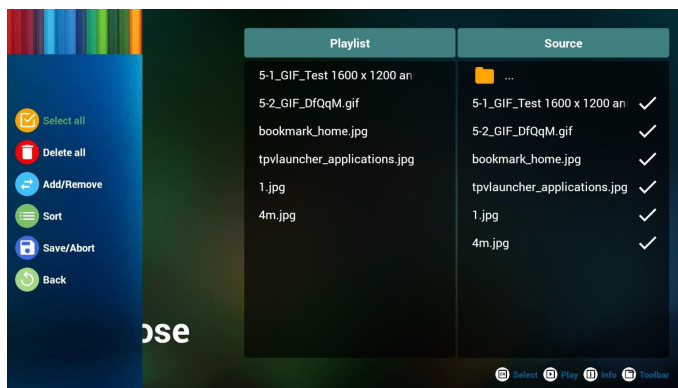 Select all
Delete all
Add/Remove
Sort
Save/Abort
Back
ose
Playlist
5-1_GIF_Test 1600 x 1200 an
5-2_GIF_DfQqM.gif
bookmark_home.jpg
tpvlauncher_applications.jpg
1.jpg
4m.jpg
Source
...
5-1_GIF_Test 1600 x 1200 an
5-2_GIF_DfQqM.gif
bookmark_home.jpg
tpvlauncher_applications.jpg
1.jpg
4m.jpg
Select Play Info Toolbar